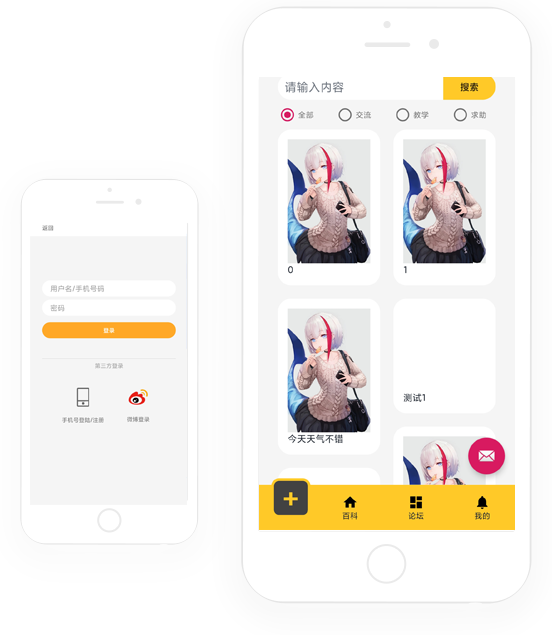 返回
用户名/手机号码
密码
登录
第三方登录
手机号登陆/注册
微博登录
请输入内容
搜索
全部
交流
教学
求助
0
1
今天天气不错
测试1
百科
论坛
我的